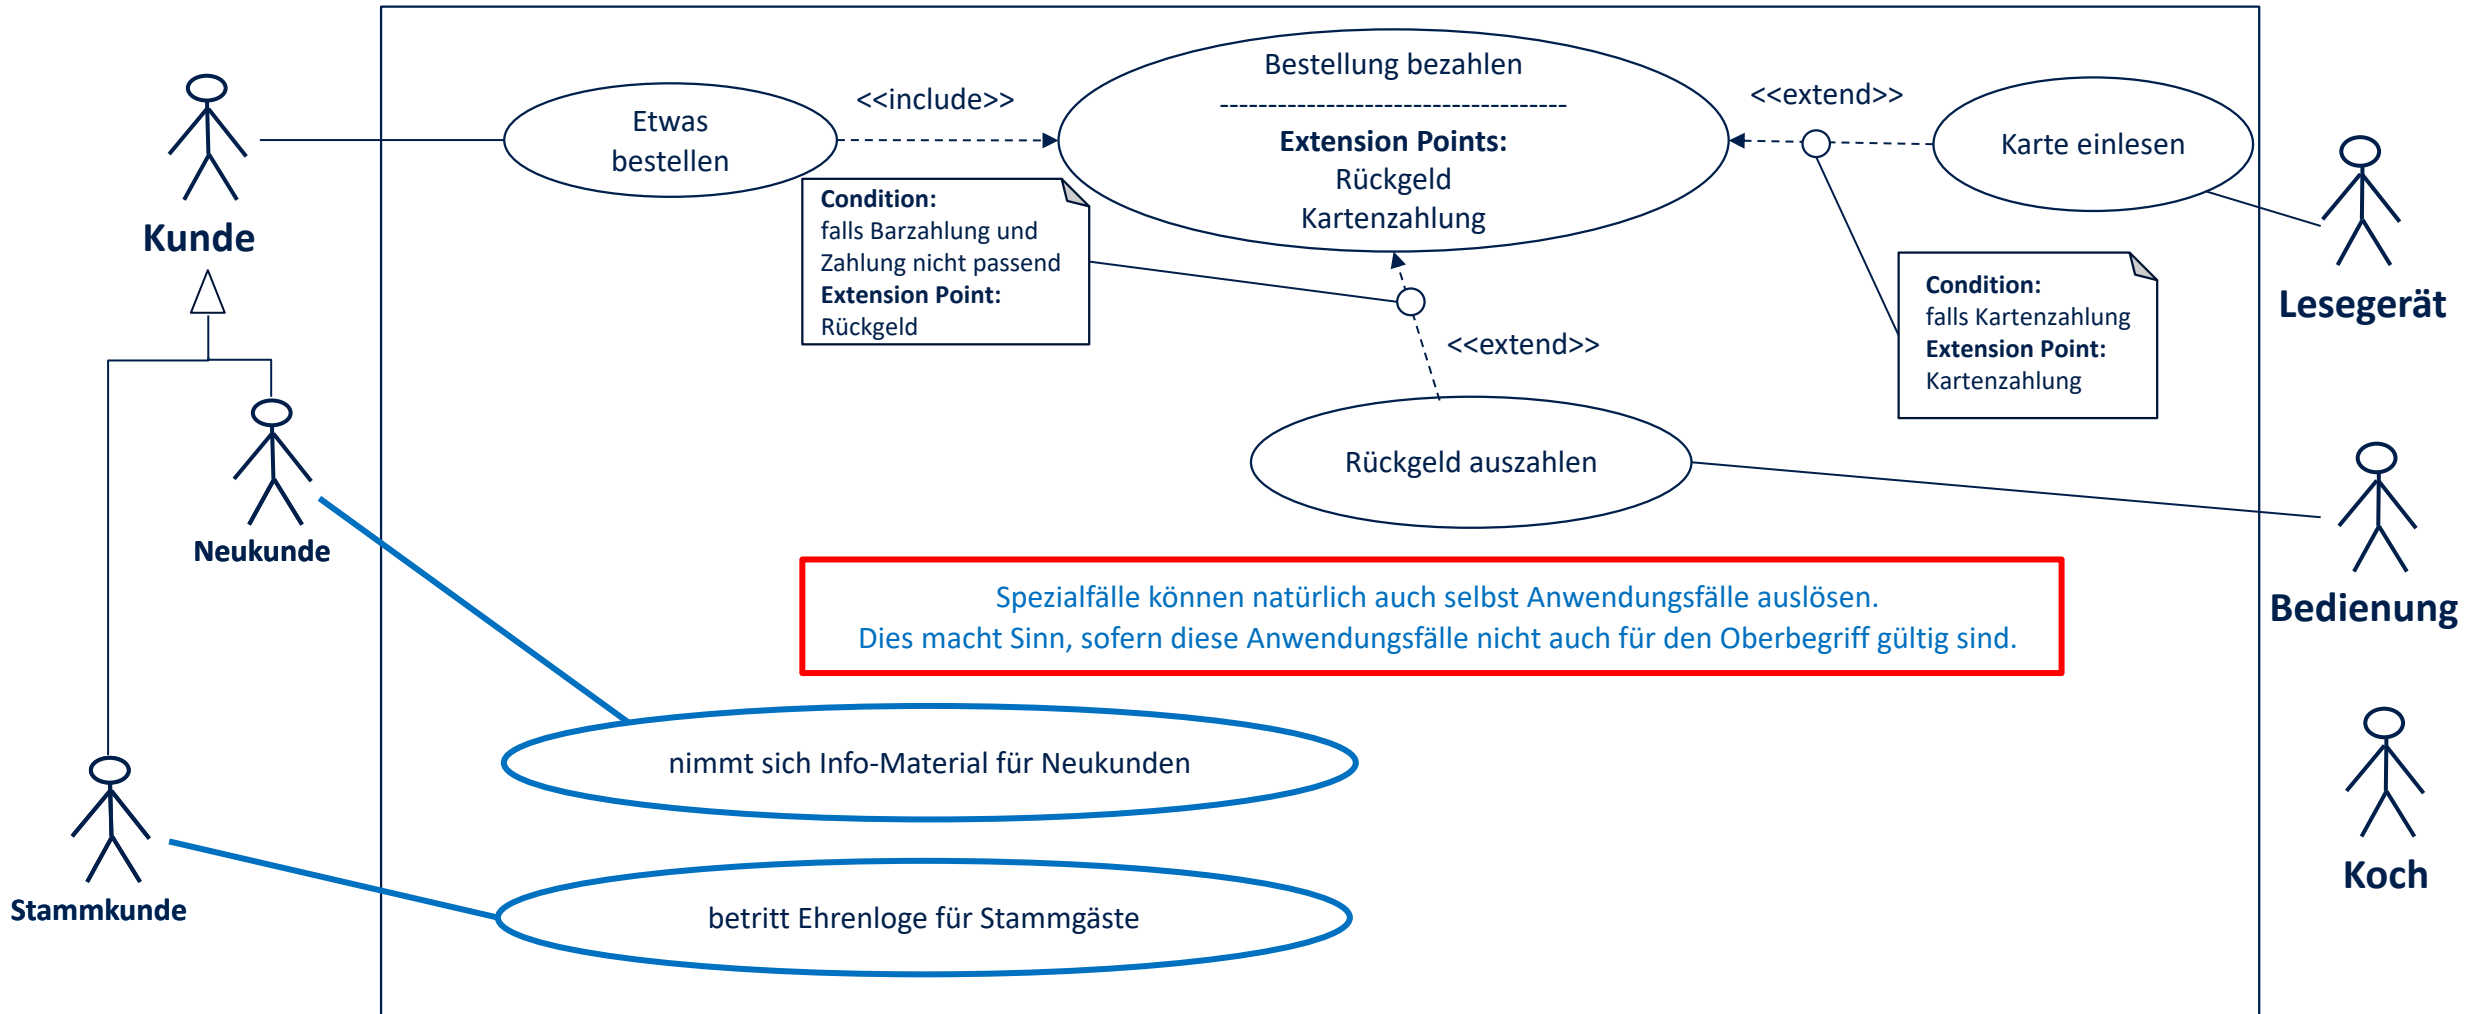 Kunde
Etwas
bestellen
<<include>>
Bestellung bezahlen
------------------------------------
Extension Points:
Rückgeld
Kartenzahlung
<<extend>>
Karte einlesen
Lesegerät
Condition:
falls Barzahlung und
Zahlung nicht passend
Extension Point:
Rückgeld
<<extend>>
Condition:
falls Kartenzahlung
Extension Point:
Kartenzahlung
Rückgeld auszahlen
Bedienung
Neukunde
Spezialfälle können natürlich auch selbst Anwendungsfälle auslösen.
Dies macht Sinn, sofern diese Anwendungsfälle nicht auch für den Oberbegriff gültig sind.
nimmt sich Info-Material für Neukunden
Koch
Stammkunde
betritt Ehrenloge für Stammgäste